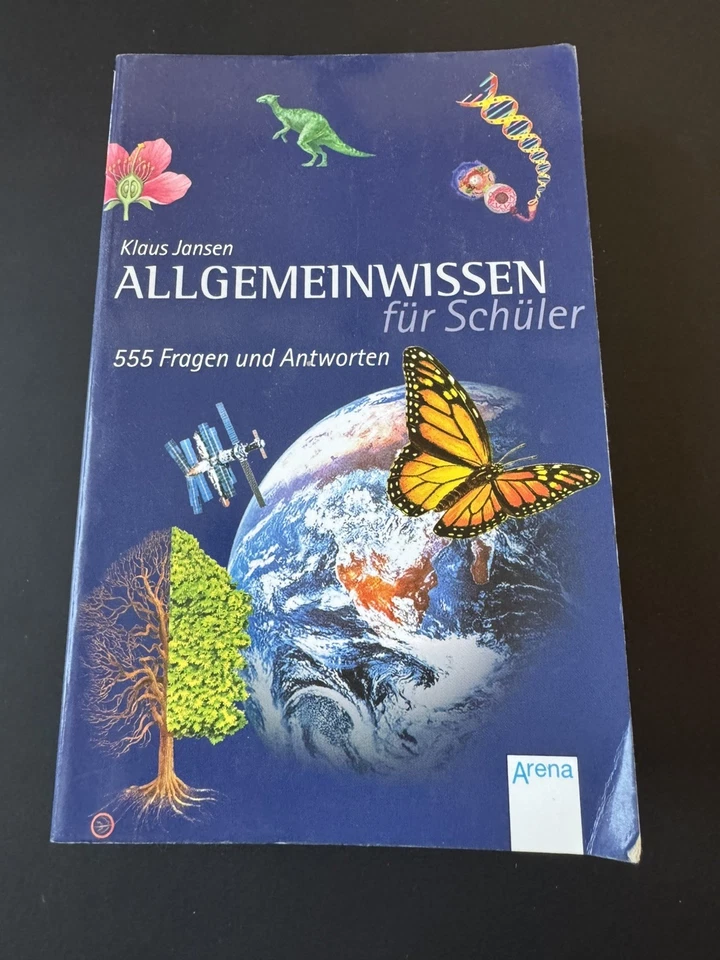 Klaus Jansen
ALLGEMEINWISSEN
für Schüler
555 Fragen und Antworten
Arena